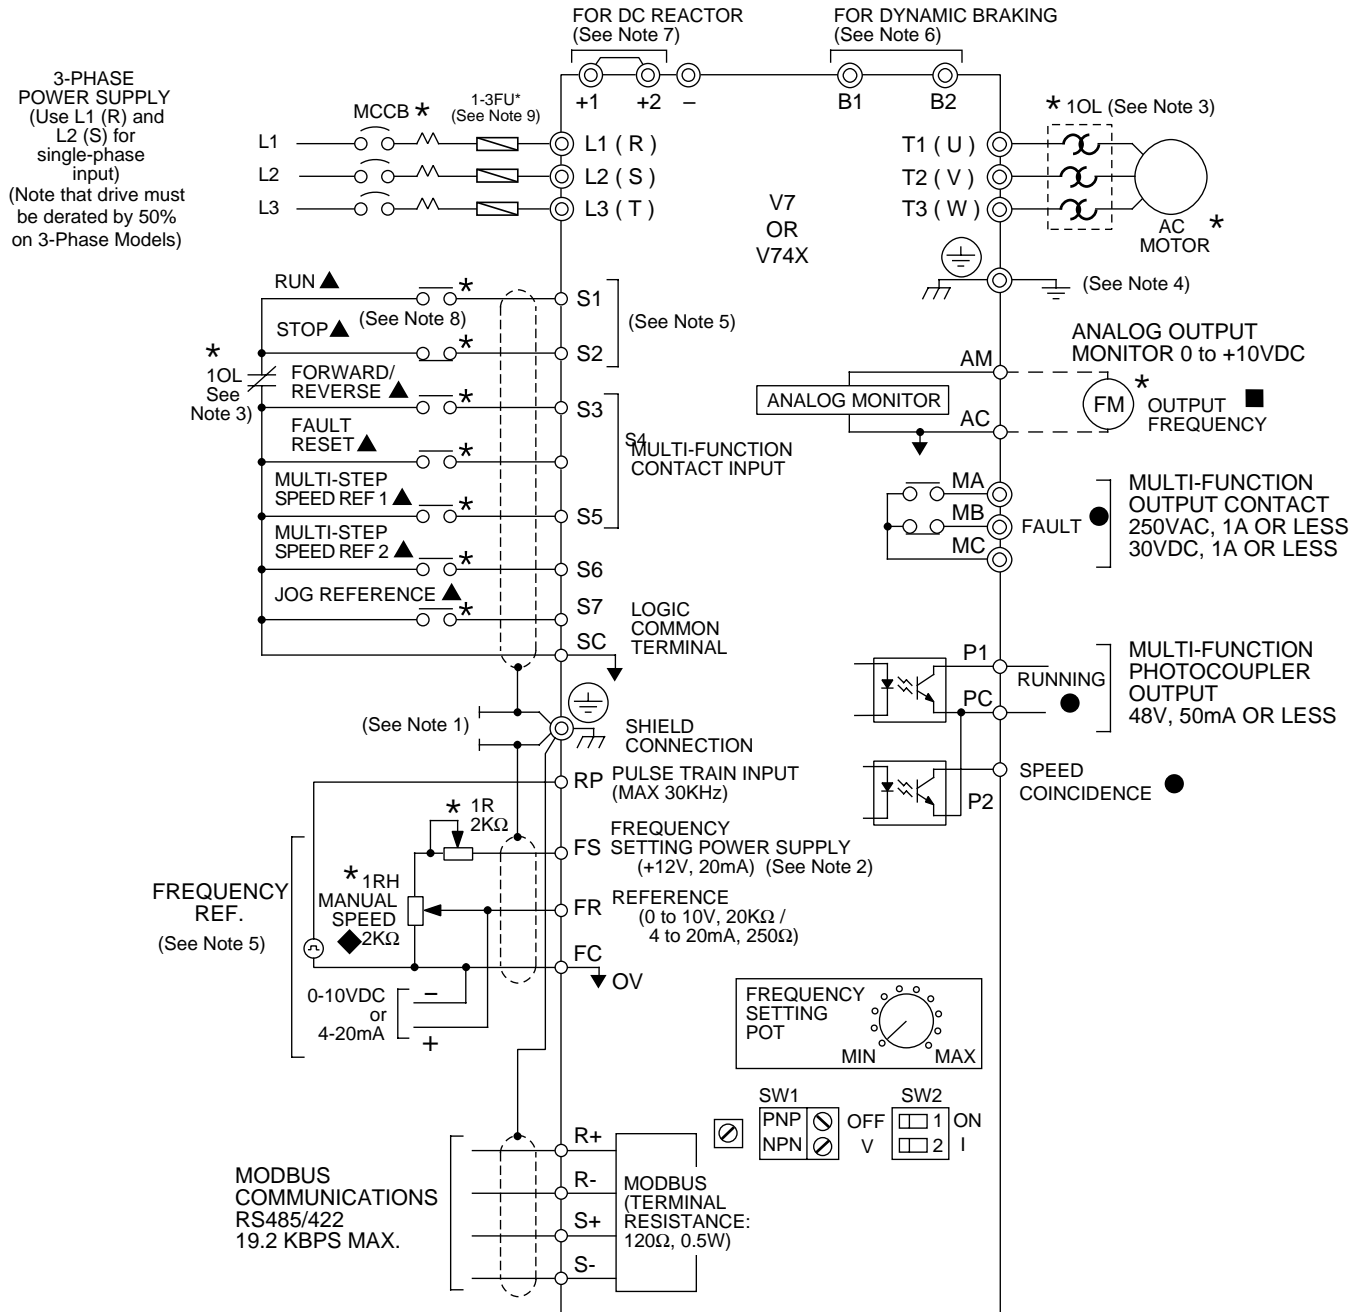 FOR DC REACTOR
(See Note 7)
FOR DYNAMIC BRAKING
(See Note 6)
3-PHASE
POWER SUPPLY
(Use L1 (R) and
L2 (S) for
single-phase
input)
(Note that drive must
be derated by 50%
on 3-Phase Models)
MCCB *
1-3FU*
(See Note 9)
+1
+2
–
B1
B2
* 1OL (See Note 3)
L1
L1 ( R )
T1 ( U )
L2
L2 ( S )
T2 ( V )
L3
L3 ( T )
T3 ( W )
V7
OR
V74X
AC
MOTOR *
(See Note 4)
RUN ▲
*
(See Note 8)
S1
(See Note 5)
STOP ▲
*
S2
*
1OL
See
Note 3)
FORWARD/
REVERSE ▲
*
S3
FAULT
RESET ▲
*
S4
MULTI-FUNCTION
CONTACT INPUT
MULTI-STEP
SPEED REF 1 ▲
*
S5
MULTI-STEP
SPEED REF 2 ▲
*
S6
JOG REFERENCE ▲
*
S7
SC
LOGIC
COMMON
TERMINAL
AM
ANALOG OUTPUT
MONITOR 0 to +10VDC
ANALOG MONITOR
FM
*
OUTPUT ■
FREQUENCY
AC
MA
MB
MC
FAULT ●
MULTI-FUNCTION
OUTPUT CONTACT
250VAC, 1A OR LESS
30VDC, 1A OR LESS
P1
RUNNING
●
PC
MULTI-FUNCTION
PHOTOCOUPLER
OUTPUT
48V, 50mA OR LESS
P2
SPEED
COINCIDENCE ●
(See Note 1)
SHIELD
CONNECTION
RP
PULSE TRAIN INPUT
(MAX 30KHz)
* 1R
2KΩ
FS
FREQUENCY
SETTING POWER SUPPLY
(+12V, 20mA) (See Note 2)
FREQUENCY
REF.
(See Note 5)
* 1RH
MANUAL
SPEED
◆ 2KΩ
FR
REFERENCE
(0 to 10V, 20KΩ /
4 to 20mA, 250Ω)
FC
OV
0-10VDC
or
4-20mA
–
+
FREQUENCY
SETTING
POT
MIN
MAX
SW1
PNP
NPN
SW2
OFF
1
ON
V
2
I
MODBUS
COMMUNICATIONS
RS485/422
19.2 KBPS MAX.
R+
R-
S+
S-
MODBUS
(TERMINAL
RESISTANCE:
120Ω, 0.5W)